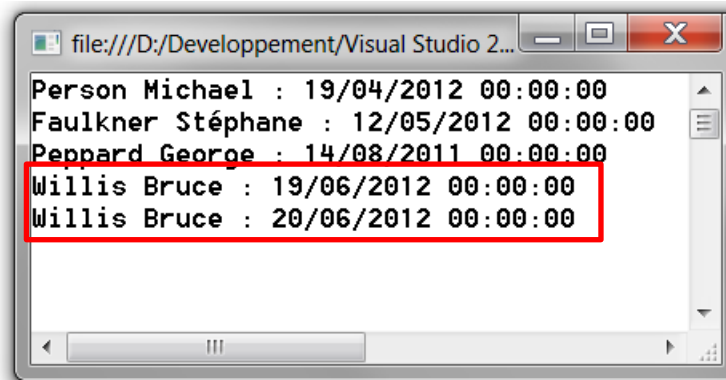 file:///D:/Developpement/Visual Studio 2...
Person Michael : 19/04/2012 00:00:00
Faulkner Stéphane : 12/05/2012 00:00:00
Peppard George : 14/08/2011 00:00:00
Willis Bruce : 19/06/2012 00:00:00
Willis Bruce : 20/06/2012 00:00:00